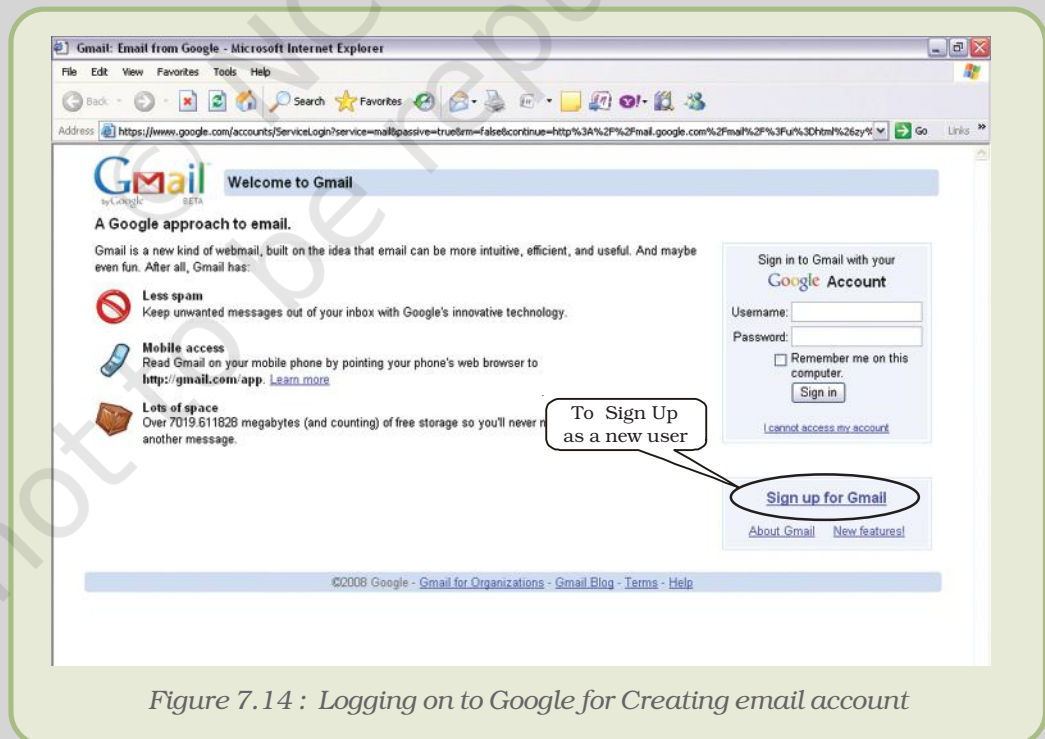 Gmail: Email from Google - Microsoft Internet Explorer
File Edit View Favorites Tools Help
Back Search Favorites
Address https://www.google.com/accounts/ServiceLogin?service=mail&passive=true&rm=false&continue=http%3A%2F%2Fmail.google.com%2Fmail%2F%3Fui%3Dhtml%26zy% Go Links »
Gmail
by Google BETA
Welcome to Gmail
A Google approach to email.
Gmail is a new kind of webmail, built on the idea that email can be more intuitive, efficient, and useful. And maybe
even fun. After all, Gmail has:
Less spam
Keep unwanted messages out of your inbox with Google's innovative technology.
Mobile access
Read Gmail on your mobile phone by pointing your phone's web browser to
http://gmail.com/app. Learn more
Lots of space
Over 7019.611828 megabytes (and counting) of free storage so you'll never
another message.
Sign in to Gmail with your
Google Account
Username:
Password:
Remember me on this
computer.
Sign in
I cannot access my account
To Sign Up
as a new user
Sign up for Gmail
About Gmail New features!
©2008 Google - Gmail for Organizations - Gmail Blog - Terms - Help
Figure 7.14 : Logging on to Google for Creating email account
not to be